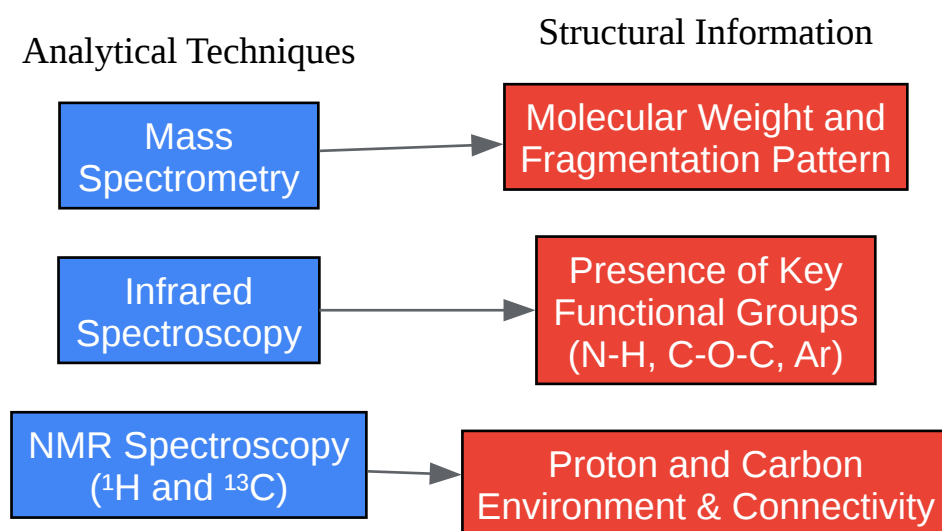 Analytical Techniques
Structural Information
Mass
Spectrometry
Molecular Weight and
Fragmentation Pattern
Infrared
Spectroscopy
Presence of Key
Functional Groups
(N-H, C-O-C, Ar)
NMR Spectroscopy
(¹H and ¹³C)
Proton and Carbon
Environment & Connectivity